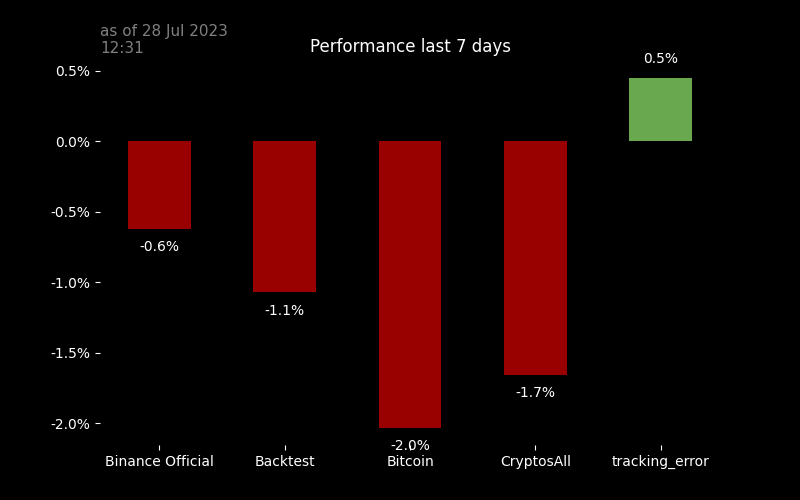 as of 28 Jul 2023
12:31
Performance last 7 days
0.5%
0.5%
0.0%
-0.5%
-0.6%
-1.0%
-1.1%
-1.5%
-1.7%
-2.0%
-2.0%
Binance Official
Backtest
Bitcoin
CryptosAll
tracking_error